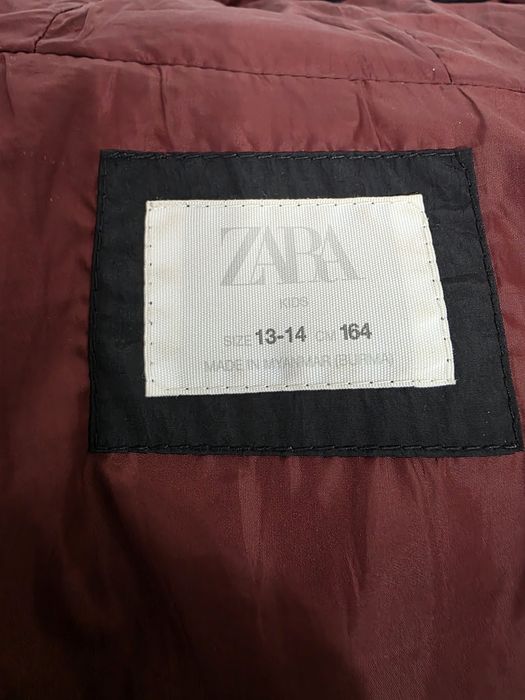 ZARA
KIDS
SIZE 13-14 CM 164
MADE IN MYANMAR (BURMA)